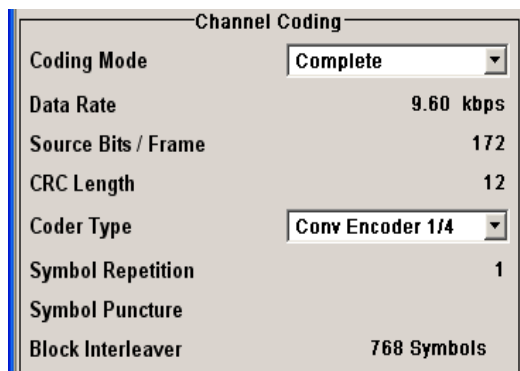 Channel Coding
Coding Mode Complete
Data Rate 9.60 kbps
Source Bits / Frame 172
CRC Length 12
Coder Type Conv Encoder 1/4
Symbol Repetition 1
Symbol Puncture
Block Interleaver 768 Symbols